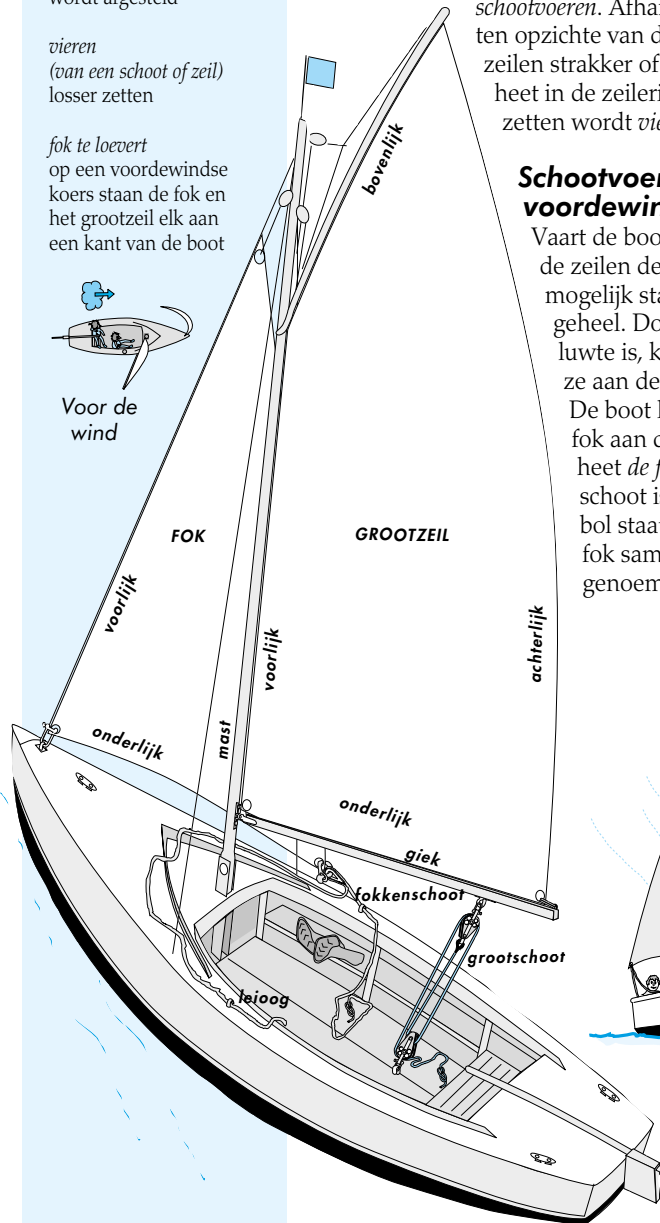 wordt afgesteld
vieren
(van een schoot of zeil)
losser zetten
fok te loevert
op een voordewindse
koers staan de fok en
het grootzeil elk aan
een kant van de boot
Voor de
wind
schootvoeren. Afhan
ten opzichte van d
zeilen strakker of
heet in de zeileri
zetten wordt vie
Schootvoer
voordewin
Vaart de boo
de zeilen de
mogelijk sta
geheel. Do
luwte is, k
ze aan de
De boot
fok aan
heet de f
schoot i
bol staa
fok sam
genoem
bovenlijk
FOK
GROOTZEIL
voorlijk
voorlijk
achterlijk
mast
onderlijk
onderlijk
giek
fokkenschoot
grootschoot
leioog